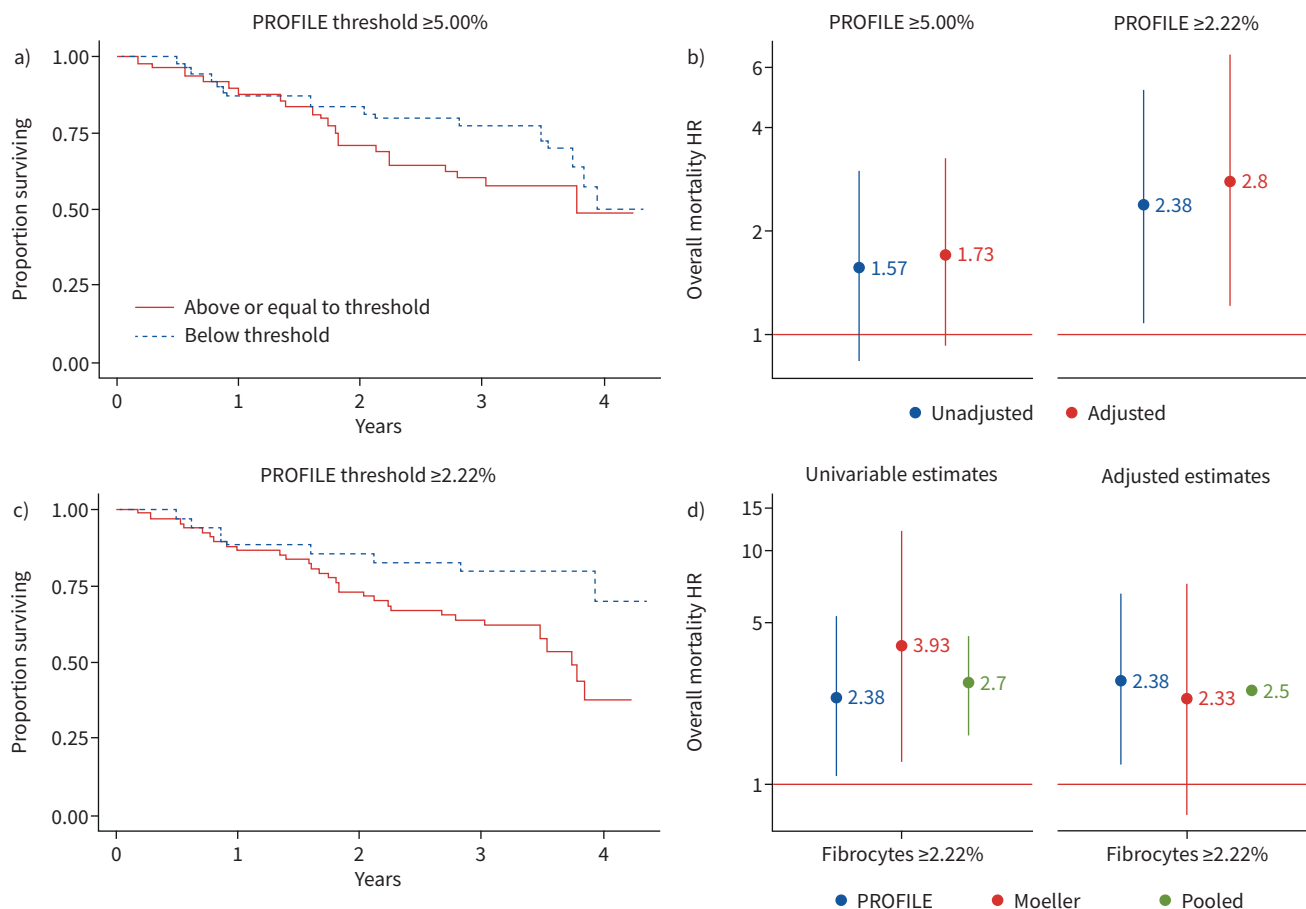 PROFILE threshold ≥5.00%
a)
1.00
0.75
0.50
0.25
0.00
Proportion surviving
Above or equal to threshold
Below threshold
0 1 2 3 4
Years
b)
PROFILE ≥5.00% PROFILE ≥2.22%
6
4
2
1
Overall mortality HR
1.57
1.73
2.38
2.8
Unadjusted Adjusted
PROFILE threshold ≥2.22%
c)
1.00
0.75
0.50
0.25
0.00
Proportion surviving
0 1 2 3 4
Years
d)
Univariable estimates Adjusted estimates
15
10
5
1
Overall mortality HR
2.38
3.93
2.7
2.38
2.33
2.5
Fibrocytes ≥2.22% Fibrocytes ≥2.22%
PROFILE Moeller Pooled